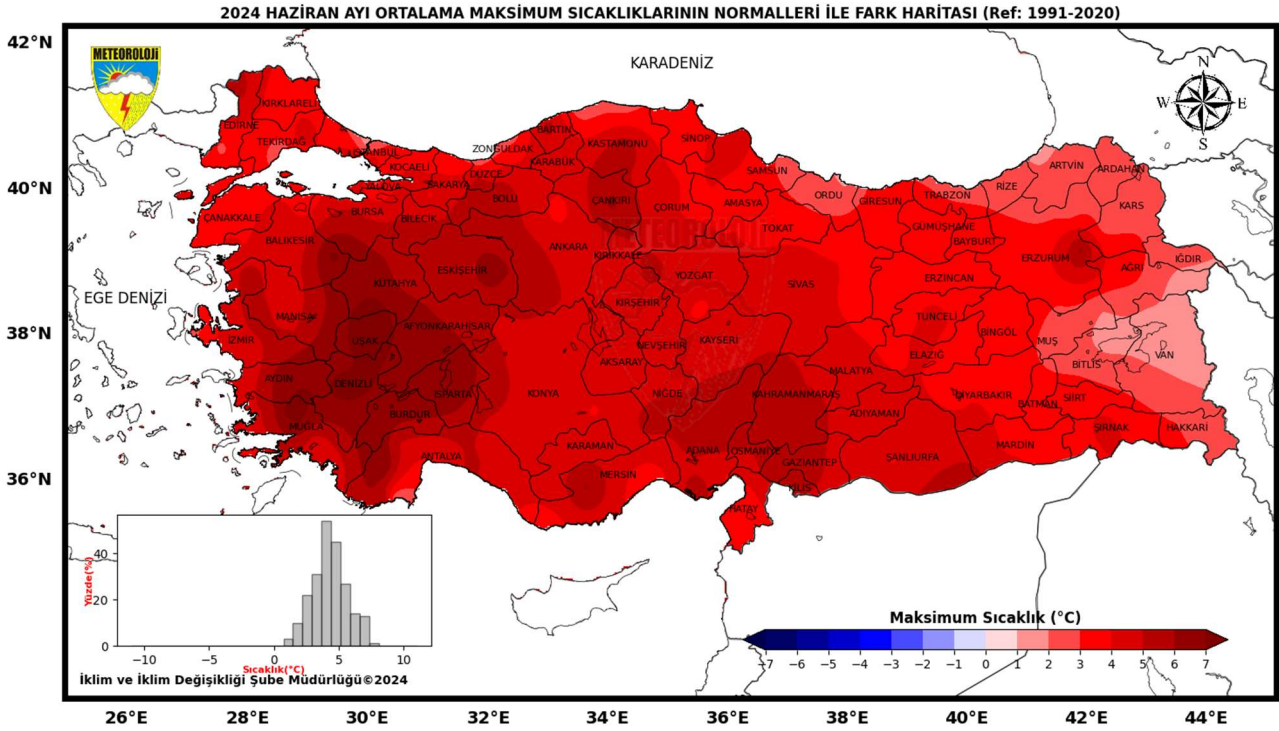 2024 HAZİRAN AYI ORTALAMA MAKSİMUM SICAKLIKLARININ NORMALLERİ İLE FARK HARİTASI (Ref: 1991-2020)
42°N
40°N
38°N
36°N
METEOROLOJİ
KARADENİZ
N
W E
S
EGE DENİZİ
KIRKLARELİ
EDİRNE
TEKİRDAĞ
İSTANBUL
KOCAELİ
YALOVA
SAKARYA
DÜZCE
ZONGULDAK
BARTIN
KARABÜK
KASTAMONU
SİNOP
SAMSUN
ORDU
GİRESUN
TRABZON
RİZE
ARTVİN
ARDAHAN
KARS
ÇANAKKALE
BURSA
BİLECİK
BOLU
ÇANKIRI
ÇORUM
AMASYA
TOKAT
GÜMÜŞHANE
BAYBURT
BALIKESİR
KÜTAHYA
ESKİŞEHİR
ANKARA
KIRIKKALE
METEOROLOJİ
YOZGAT
SİVAS
ERZİNCAN
ERZURUM
AĞRI
IĞDIR
MANİSA
İZMİR
UŞAK
AFYONKARAHİSAR
KIRŞEHİR
NEVŞEHİR
KAYSERİ
AKSARAY
TUNCELİ
BİNGÖL
ELAZIĞ
MUŞ
BİTLİS
VAN
AYDIN
DENİZLİ
ISPARTA
BURDUR
KONYA
NİĞDE
KAHRAMANMARAŞ
MALATYA
ADIYAMAN
DİYARBAKIR
BATMAN
SİİRT
ŞIRNAK
HAKKARİ
MUĞLA
ANTALYA
KARAMAN
MERSİN
ADANA
OSMANİYE
GAZİANTEP
KİLİS
HATAY
ŞANLIURFA
MARDİN
Yüzde(%)
40
20
0
−10 −5 0 5 10
Sıcaklık(°C)
İklim ve İklim Değişikliği Şube Müdürlüğü©2024
Maksimum Sıcaklık (°C)
−7 −6 −5 −4 −3 −2 −1 0 1 2 3 4 5 6 7
26°E 28°E 30°E 32°E 34°E 36°E 38°E 40°E 42°E 44°E